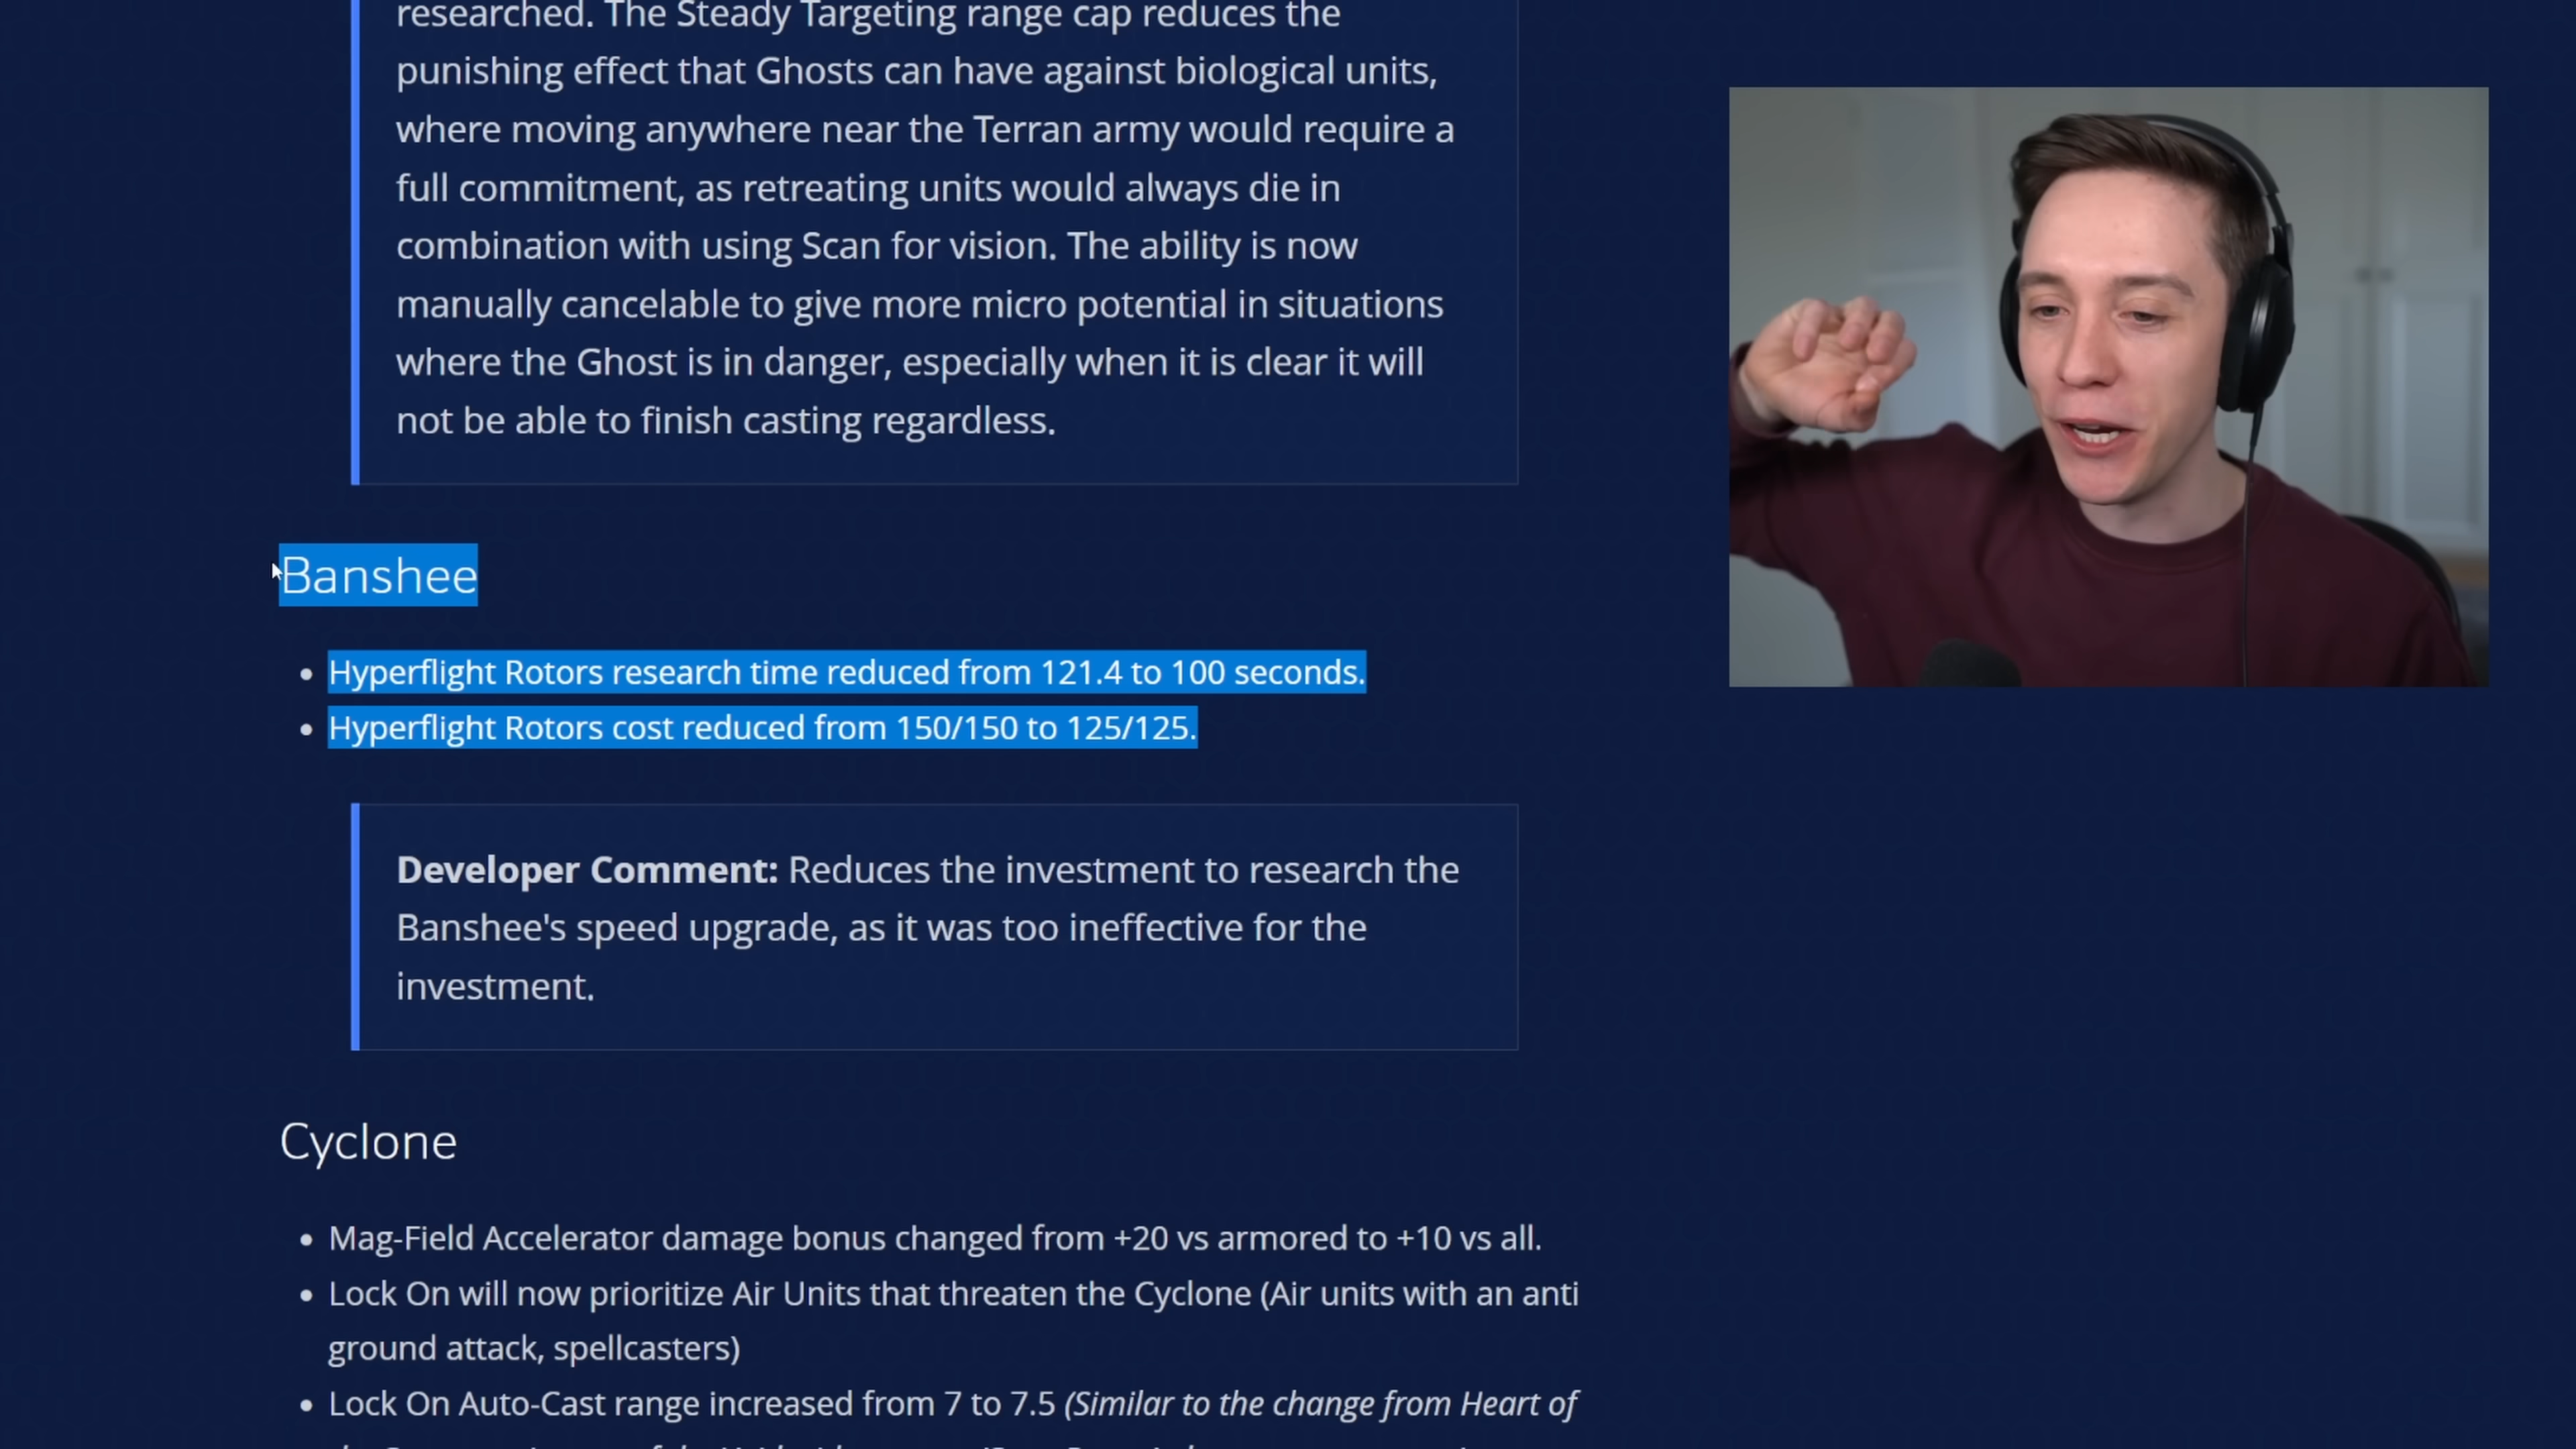 researched. The Steady Targeting range cap reduces the
punishing effect that Ghosts can have against biological units,
where moving anywhere near the Terran army would require a
full commitment, as retreating units would always die in
combination with using Scan for vision. The ability is now
manually cancelable to give more micro potential in situations
where the Ghost is in danger, especially when it is clear it will
not be able to finish casting regardless.
Banshee
• Hyperflight Rotors research time reduced from 121.4 to 100 seconds.
• Hyperflight Rotors cost reduced from 150/150 to 125/125.
Developer Comment: Reduces the investment to research the
Banshee's speed upgrade, as it was too ineffective for the
investment.
Cyclone
• Mag-Field Accelerator damage bonus changed from +20 vs armored to +10 vs all.
• Lock On will now prioritize Air Units that threaten the Cyclone (Air units with an anti
ground attack, spellcasters)
• Lock On Auto-Cast range increased from 7 to 7.5 (Similar to the change from Heart of